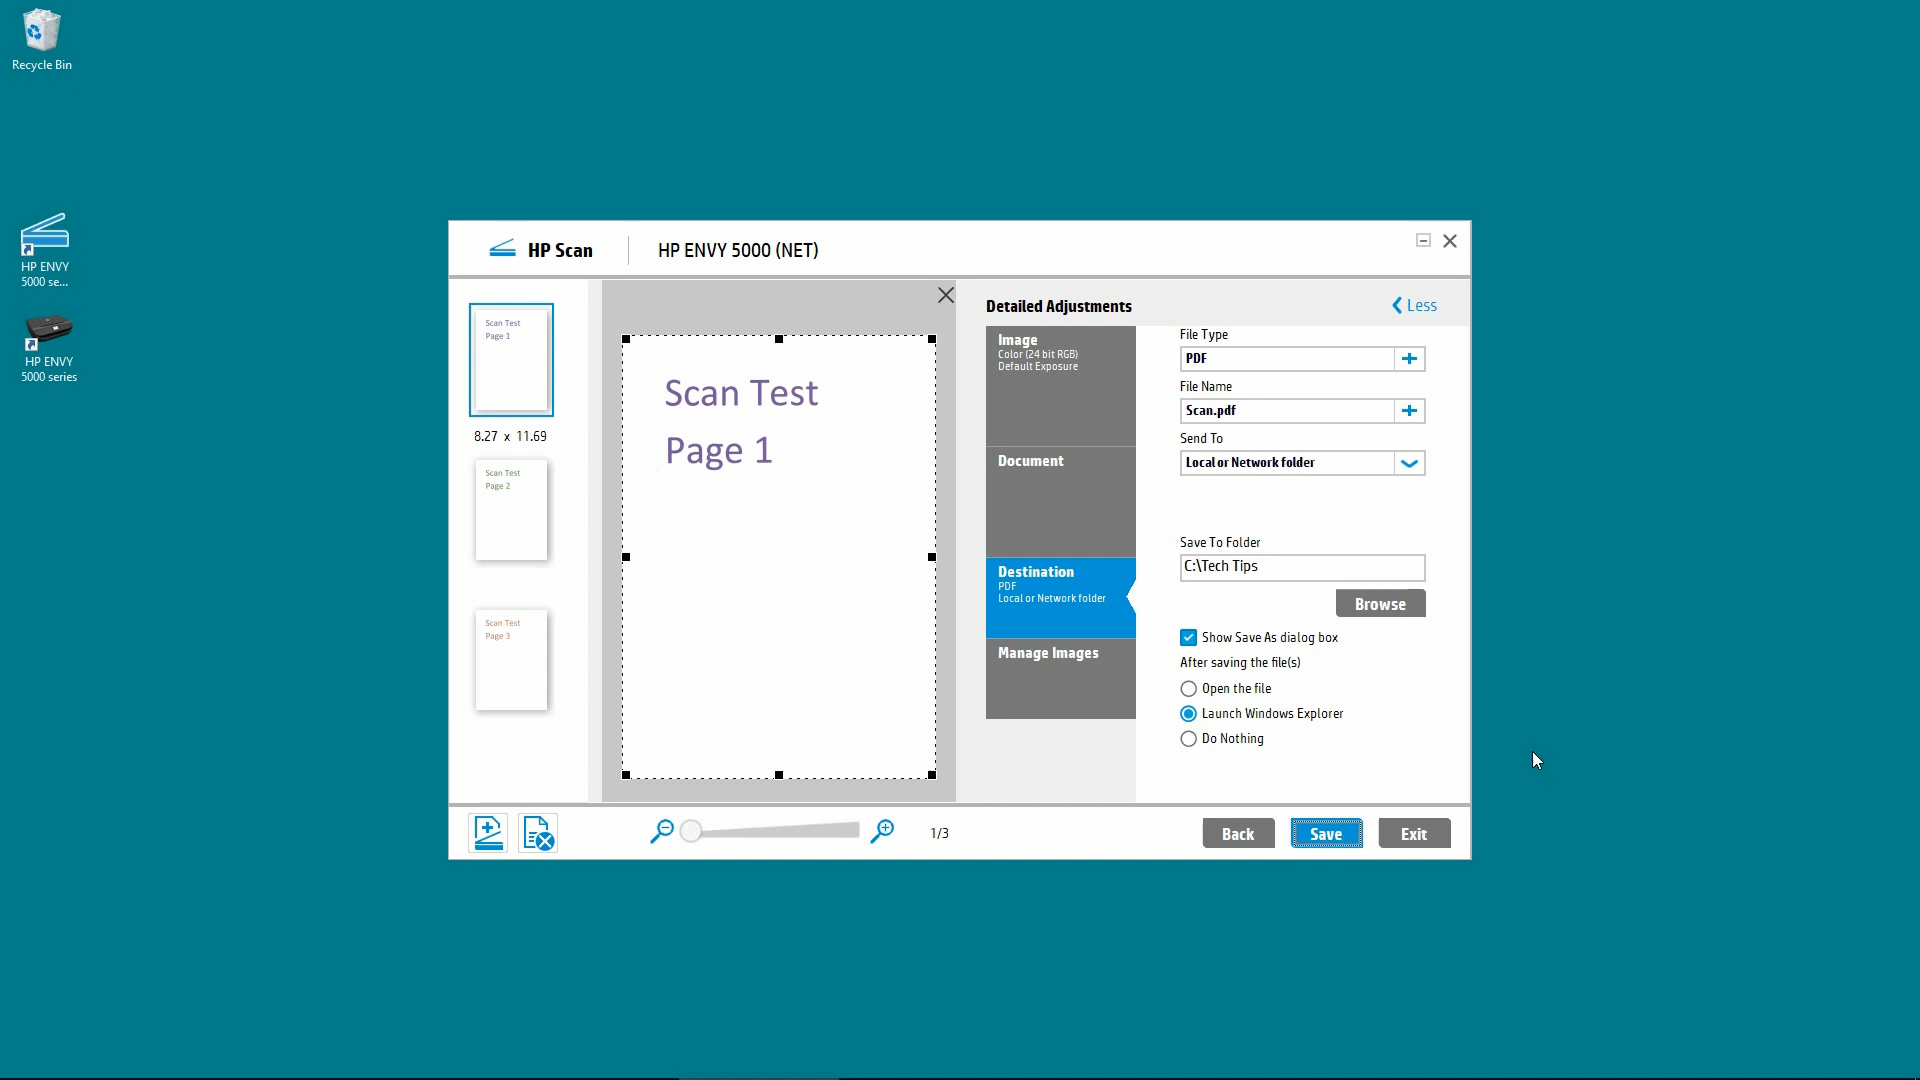 Recycle Bin
HP ENVY
5000 se...
HP ENVY
5000 series
HP Scan
HP ENVY 5000 (NET)
Scan Test
Page 1
8.27 x 11.69
Scan Test
Page 2
Scan Test
Page 3
Scan Test
Page 1
Detailed Adjustments
Less
Image
Color (24 bit RGB)
Default Exposure
Document
Destination
PDF
Local or Network folder
Manage Images
File Type
PDF
File Name
Scan.pdf
Send To
Local or Network folder
Save To Folder
C:\Tech Tips
Browse
Show Save As dialog box
After saving the file(s)
Open the file
Launch Windows Explorer
Do Nothing
1/3
Back
Save
Exit